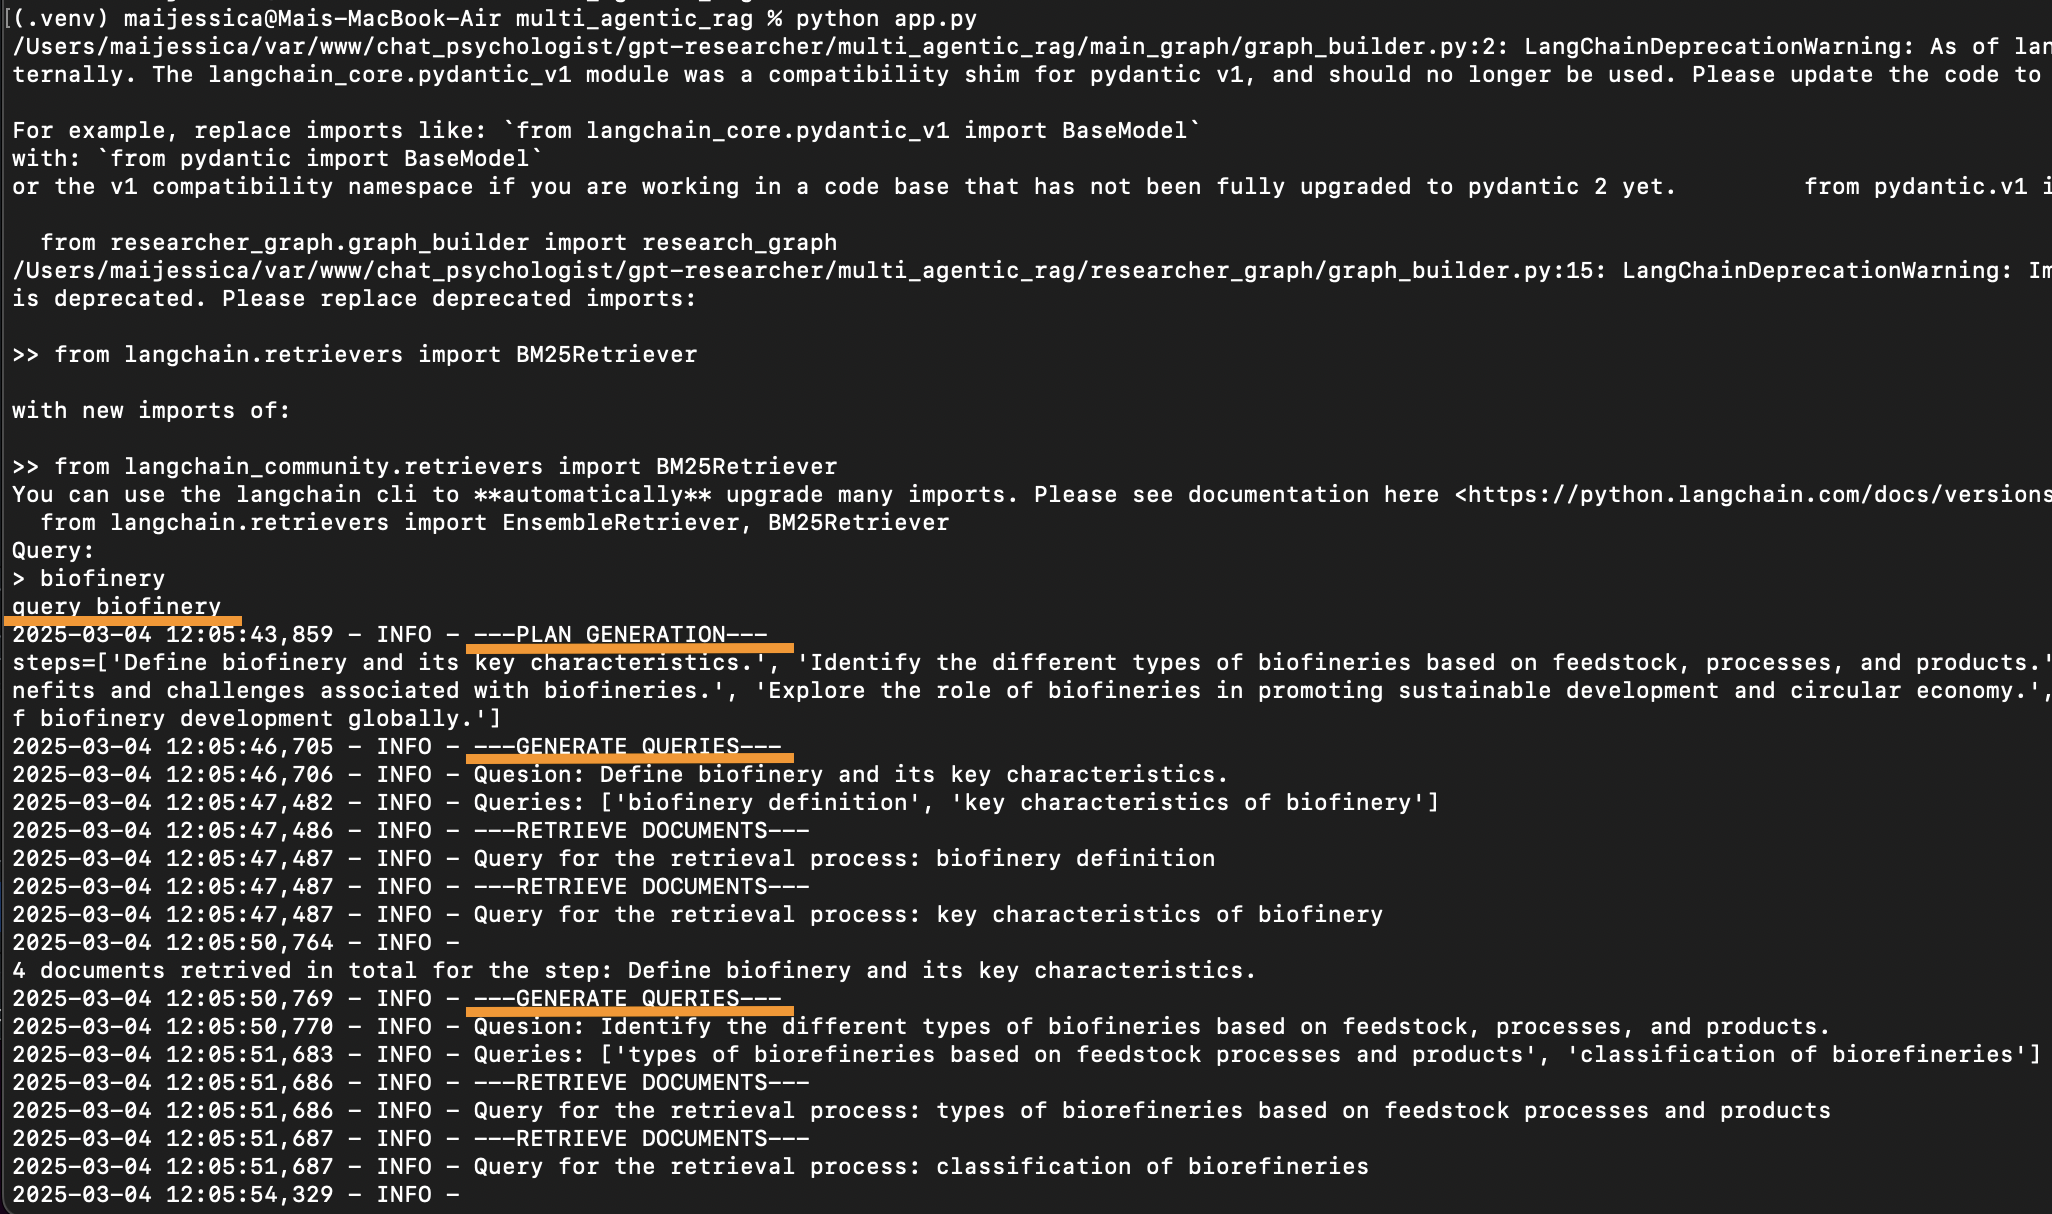 (.venv) maijessica@Mais-MacBook-Air multi_agentic_rag % python app.py
/Users/maijessica/var/www/chat_psychologist/gpt-researcher/multi_agentic_rag/main_graph/graph_builder.py:2: LangChainDeprecationWarning: As of lan
ternally. The langchain_core.pydantic_v1 module was a compatibility shim for pydantic v1, and should no longer be used. Please update the code to
For example, replace imports like: `from langchain_core.pydantic_v1 import BaseModel`
with: `from pydantic import BaseModel`
or the v1 compatibility namespace if you are working in a code base that has not been fully upgraded to pydantic 2 yet. from pydantic.v1 i
from researcher_graph.graph_builder import research_graph
/Users/maijessica/var/www/chat_psychologist/gpt-researcher/multi_agentic_rag/researcher_graph/graph_builder.py:15: LangChainDeprecationWarning: Im
is deprecated. Please replace deprecated imports:
>> from langchain.retrievers import BM25Retriever
with new imports of:
>> from langchain_community.retrievers import BM25Retriever
You can use the langchain cli to **automatically** upgrade many imports. Please see documentation here <https://python.langchain.com/docs/versions
from langchain.retrievers import EnsembleRetriever, BM25Retriever
Query:
> biofinery
query biofinery
2025-03-04 12:05:43,859 - INFO - ---PLAN GENERATION---
steps=['Define biofinery and its key characteristics.', 'Identify the different types of biofineries based on feedstock, processes, and products.'
nefits and challenges associated with biofineries.', 'Explore the role of biofineries in promoting sustainable development and circular economy.',
f biofinery development globally.']
2025-03-04 12:05:46,705 - INFO - ---GENERATE QUERIES---
2025-03-04 12:05:46,706 - INFO - Quesion: Define biofinery and its key characteristics.
2025-03-04 12:05:47,482 - INFO - Queries: ['biofinery definition', 'key characteristics of biofinery']
2025-03-04 12:05:47,486 - INFO - ---RETRIEVE DOCUMENTS---
2025-03-04 12:05:47,487 - INFO - Query for the retrieval process: biofinery definition
2025-03-04 12:05:47,487 - INFO - ---RETRIEVE DOCUMENTS---
2025-03-04 12:05:47,487 - INFO - Query for the retrieval process: key characteristics of biofinery
2025-03-04 12:05:50,764 - INFO -
4 documents retrived in total for the step: Define biofinery and its key characteristics.
2025-03-04 12:05:50,769 - INFO - ---GENERATE QUERIES---
2025-03-04 12:05:50,770 - INFO - Quesion: Identify the different types of biofineries based on feedstock, processes, and products.
2025-03-04 12:05:51,683 - INFO - Queries: ['types of biorefineries based on feedstock processes and products', 'classification of biorefineries']
2025-03-04 12:05:51,686 - INFO - ---RETRIEVE DOCUMENTS---
2025-03-04 12:05:51,686 - INFO - Query for the retrieval process: types of biorefineries based on feedstock processes and products
2025-03-04 12:05:51,687 - INFO - ---RETRIEVE DOCUMENTS---
2025-03-04 12:05:51,687 - INFO - Query for the retrieval process: classification of biorefineries
2025-03-04 12:05:54,329 - INFO -